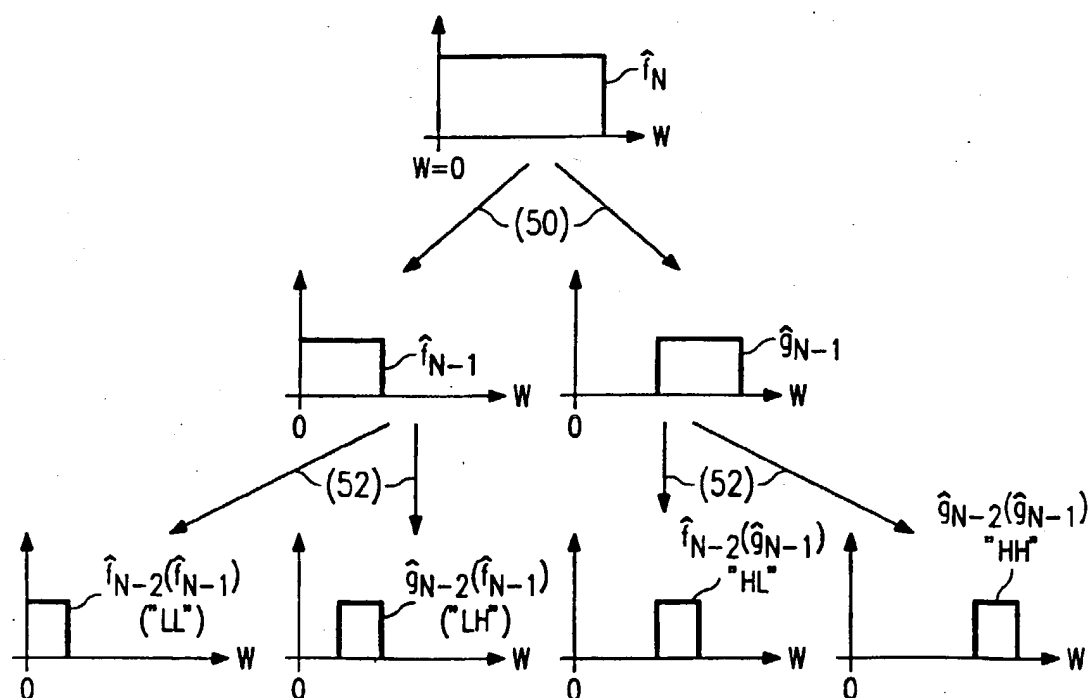 f̂N
W
W=0
(50)
f̂N−1
W
0
ĝN−1
W
0
(52)
(52)
f̂N−2(f̂N−1)
("LL")
W
0
ĝN−2(f̂N−1)
("LH")
W
0
f̂N−2(ĝN−1)
"HL"
W
0
ĝN−2(ĝN−1)
"HH"
W
0